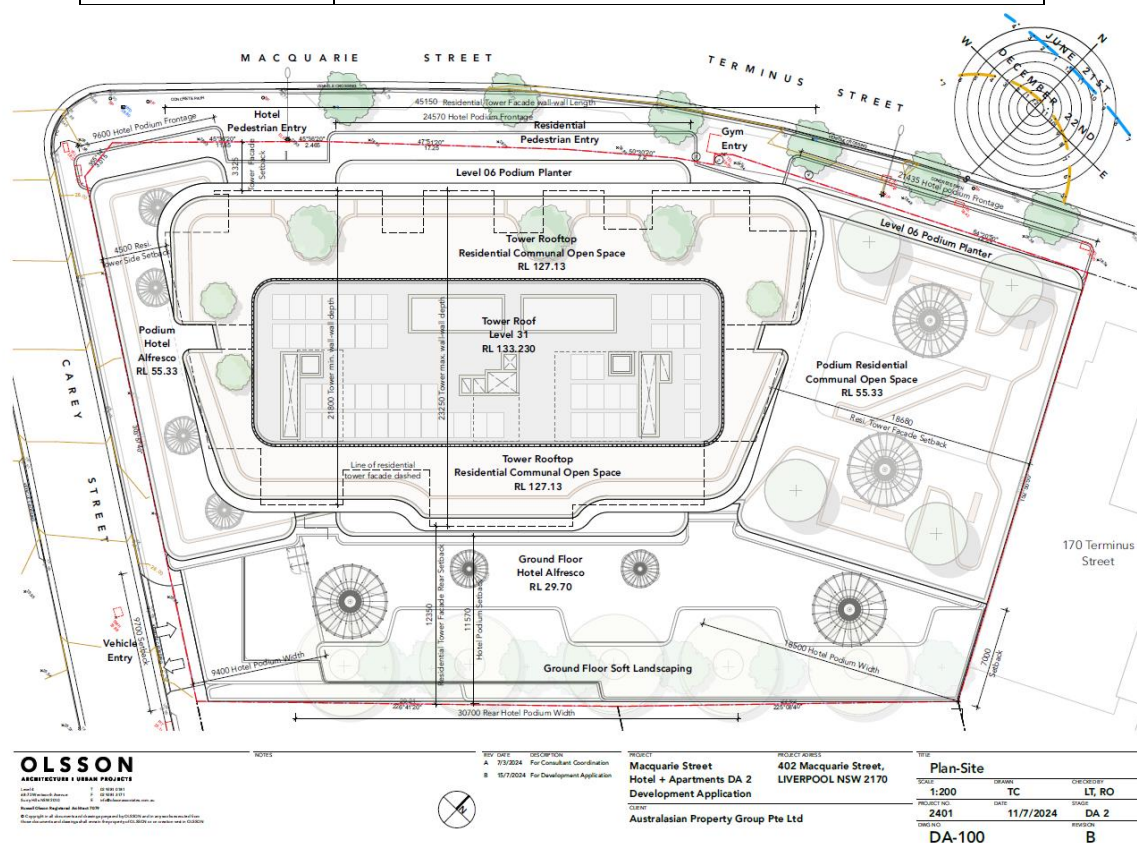 MACQUARIE STREET
TERMINUS STREET
W
N
E
S
JUNE 21ST
DECEMBER 22ND
CONCRETE PATH
45150 Residential Tower Facade wall-wall Length
24570 Hotel Podium Frontage
9600 Hotel Podium Frontage
Hotel
Pedestrian Entry
Residential
Pedestrian Entry
Gym
Entry
21435 Hotel podium Frontage
3325
Tower Facade
Setback
Level 06 Podium Planter
Level 06 Podium Planter
4500 Resi.
Tower Side Setback
Tower Rooftop
Residential Communal Open Space
RL 127.13
Podium
Hotel
Alfresco
RL 55.33
21800 Tower min. wall-wall depth
23250 Tower max. wall-wall depth
Tower Roof
Level 31
RL 133.230
Podium Residential
Communal Open Space
RL 55.33
18680
Resi. Tower Facade Setback
CAREY STREET
Tower Rooftop
Residential Communal Open Space
RL 127.13
Line of residential
tower facade dashed
170 Terminus
Street
Ground Floor
Hotel Alfresco
RL 29.70
12350
Residential Tower Facade Rear Setback
11570
Hotel Podium Setback
Vehicle
Entry
9700 Setback
9400 Hotel Podium Width
Ground Floor Soft Landscaping
18500 Hotel Podium Width
7000
Setback
30700 Rear Hotel Podium Width
OLSSON
ARCHITECTURE | URBAN PROJECTS
NOTES
REV DATE DESCRIPTION
A 7/3/2024 For Consultant Coordination
B 15/7/2024 For Development Application
N
PROJECT
Macquarie Street
Hotel + Apartments DA 2
Development Application
CLIENT
Australasian Property Group Pte Ltd
PROJECT ADRESS
402 Macquarie Street,
LIVERPOOL NSW 2170
TITLE
Plan-Site
SCALE DRAWN CHECKED BY
1:200 TC LT, RO
PROJECT NO. DATE STAGE
2401 11/7/2024 DA 2
DWG NO. REVISION
DA-100 B